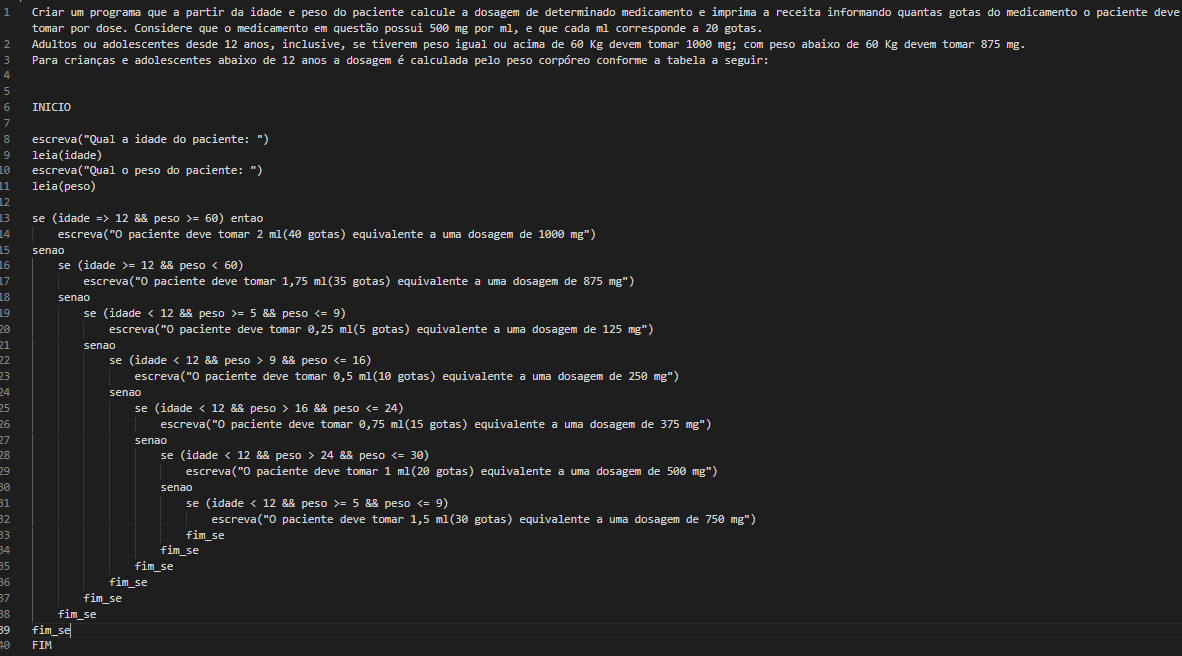 1 Criar um programa que a partir da idade e peso do paciente calcule a dosagem de determinado medicamento e imprima a receita informando quantas gotas do medicamento o paciente deve
tomar por dose. Considere que o medicamento em questão possui 500 mg por ml, e que cada ml corresponde a 20 gotas.
2 Adultos ou adolescentes desde 12 anos, inclusive, se tiverem peso igual ou acima de 60 Kg devem tomar 1000 mg; com peso abaixo de 60 Kg devem tomar 875 mg.
3 Para crianças e adolescentes abaixo de 12 anos a dosagem é calculada pelo peso corpóreo conforme a tabela a seguir:
4
5
6 INICIO
7
8 escreva("Qual a idade do paciente: ")
9 leia(idade)
10 escreva("Qual o peso do paciente: ")
11 leia(peso)
12
13 se (idade => 12 && peso >= 60) entao
14 escreva("O paciente deve tomar 2 ml(40 gotas) equivalente a uma dosagem de 1000 mg")
15 senao
16 se (idade >= 12 && peso < 60)
17 escreva("O paciente deve tomar 1,75 ml(35 gotas) equivalente a uma dosagem de 875 mg")
18 senao
19 se (idade < 12 && peso >= 5 && peso <= 9)
20 escreva("O paciente deve tomar 0,25 ml(5 gotas) equivalente a uma dosagem de 125 mg")
21 senao
22 se (idade < 12 && peso > 9 && peso <= 16)
23 escreva("O paciente deve tomar 0,5 ml(10 gotas) equivalente a uma dosagem de 250 mg")
24 senao
25 se (idade < 12 && peso > 16 && peso <= 24)
26 escreva("O paciente deve tomar 0,75 ml(15 gotas) equivalente a uma dosagem de 375 mg")
27 senao
28 se (idade < 12 && peso > 24 && peso <= 30)
29 escreva("O paciente deve tomar 1 ml(20 gotas) equivalente a uma dosagem de 500 mg")
30 senao
31 se (idade < 12 && peso >= 5 && peso <= 9)
32 escreva("O paciente deve tomar 1,5 ml(30 gotas) equivalente a uma dosagem de 750 mg")
33 fim_se
34 fim_se
35 fim_se
36 fim_se
37 fim_se
38 fim_se
39 fim_se
40 FIM